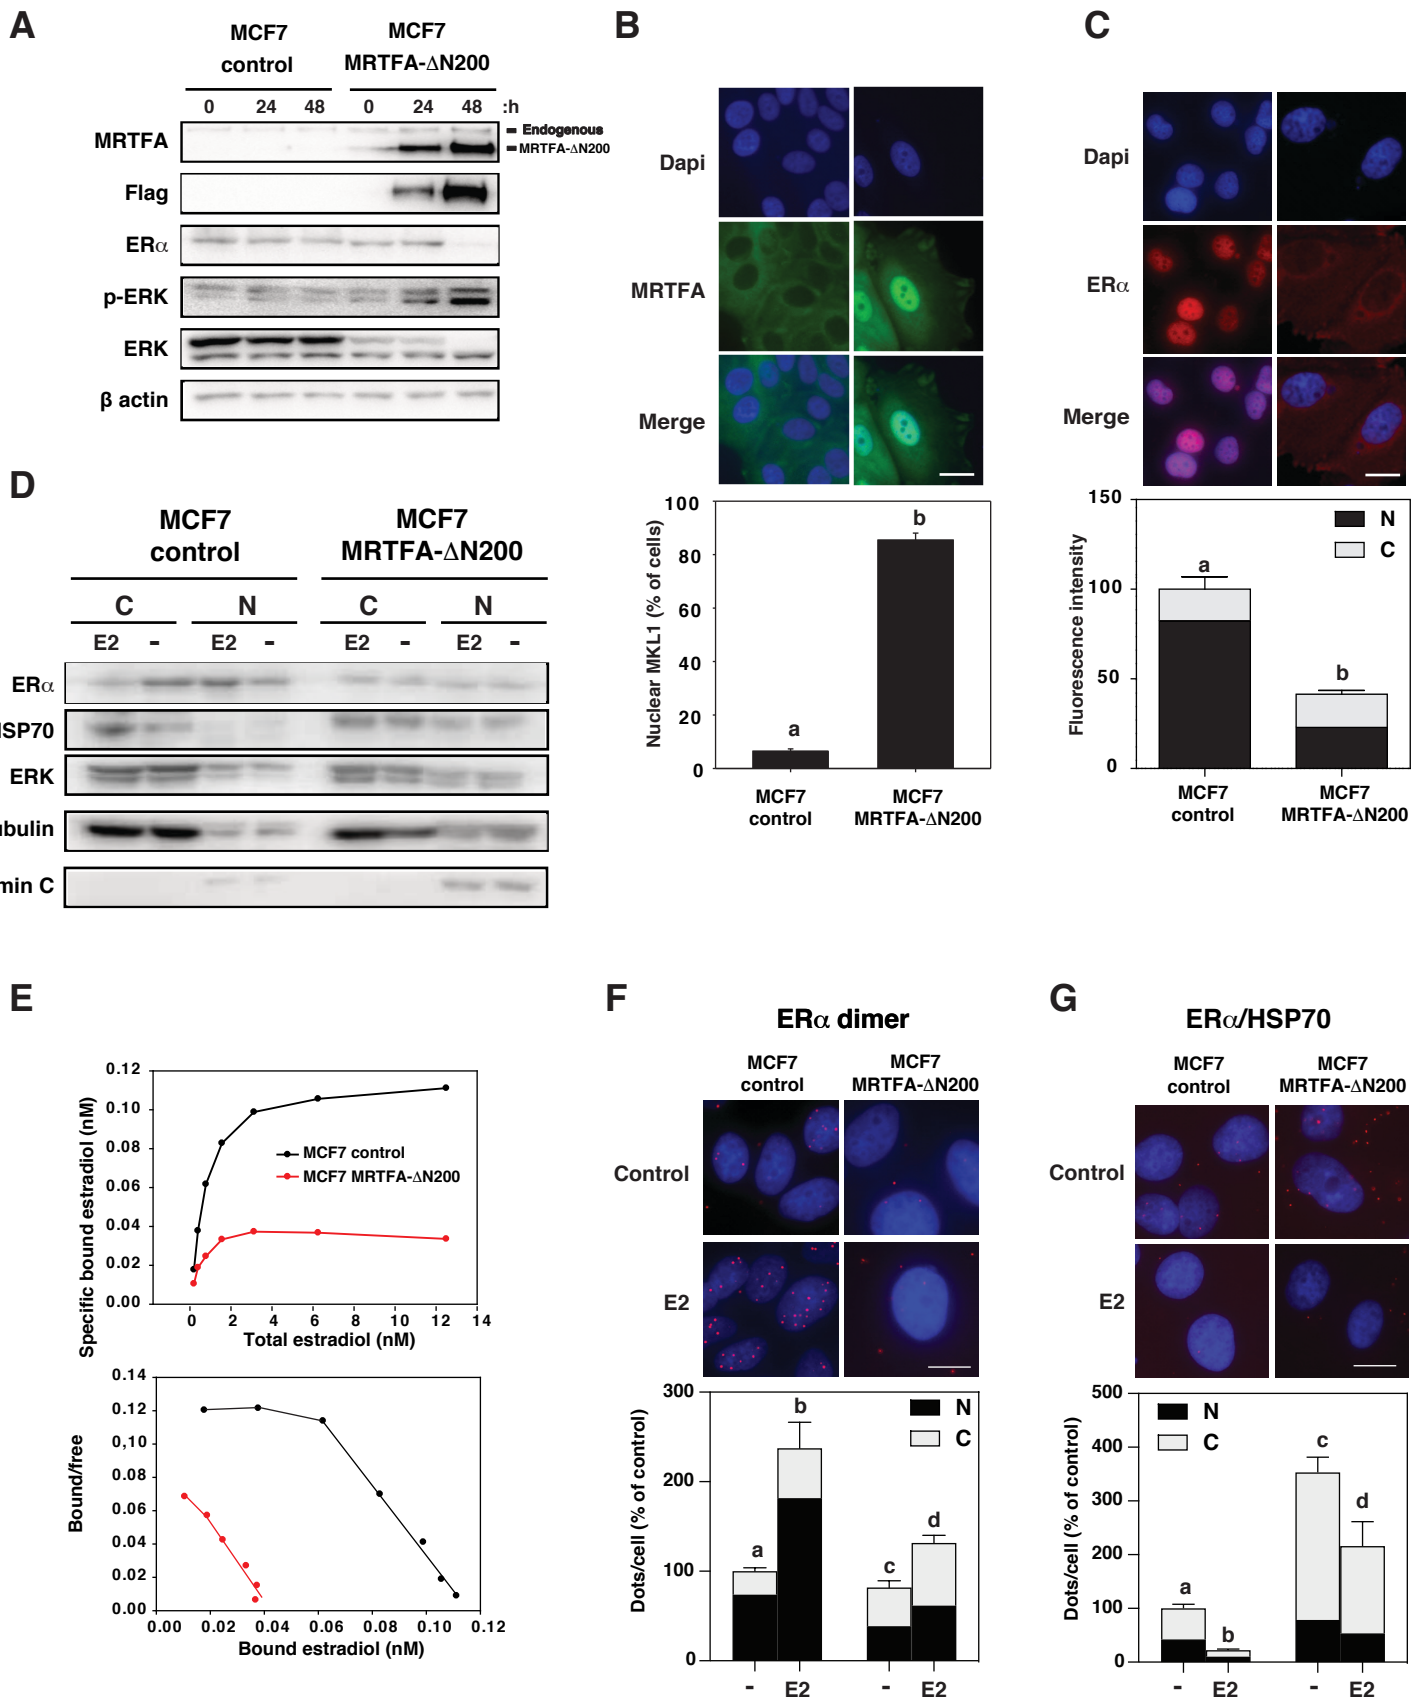 A
MCF7 control
MCF7 MRTFA-ΔN200
0 24 48 0 24 48 :h
MRTFA
Endogenous
MRTFA-ΔN200
Flag
ERα
p-ERK
ERK
β actin
B
Dapi
MRTFA
Merge
Nuclear MKL1 (% of cells)
100
80
60
40
20
0
a
b
MCF7 control
MCF7 MRTFA-ΔN200
C
Dapi
ERα
Merge
Fluorescence intensity
150
100
50
0
N
C
a
b
MCF7 control
MCF7 MRTFA-ΔN200
D
MCF7 control
MCF7 MRTFA-ΔN200
C N C N
E2 - E2 - E2 - E2 -
ERα
HSP70
ERK
ubulin
min C
E
Specific bound estradiol (nM)
0.12
0.10
0.08
0.06
0.04
0.02
0.00
MCF7 control
MCF7 MRTFA-ΔN200
0 2 4 6 8 10 12 14
Total estradiol (nM)
Bound/free
0.14
0.12
0,10
0.08
0.06
0.04
0.02
0.00
0.00 0.02 0.04 0.06 0.08 0.10 0.12
Bound estradiol (nM)
F
ERα dimer
MCF7 control
MCF7 MRTFA-ΔN200
Control
E2
Dots/cell (% of control)
300
200
100
0
N
C
a
b
c
d
- E2 - E2
G
ERα/HSP70
MCF7 control
MCF7 MRTFA-ΔN200
Control
E2
Dots/cell (% of control)
500
400
300
200
100
0
N
C
a
b
c
d
- E2 - E2